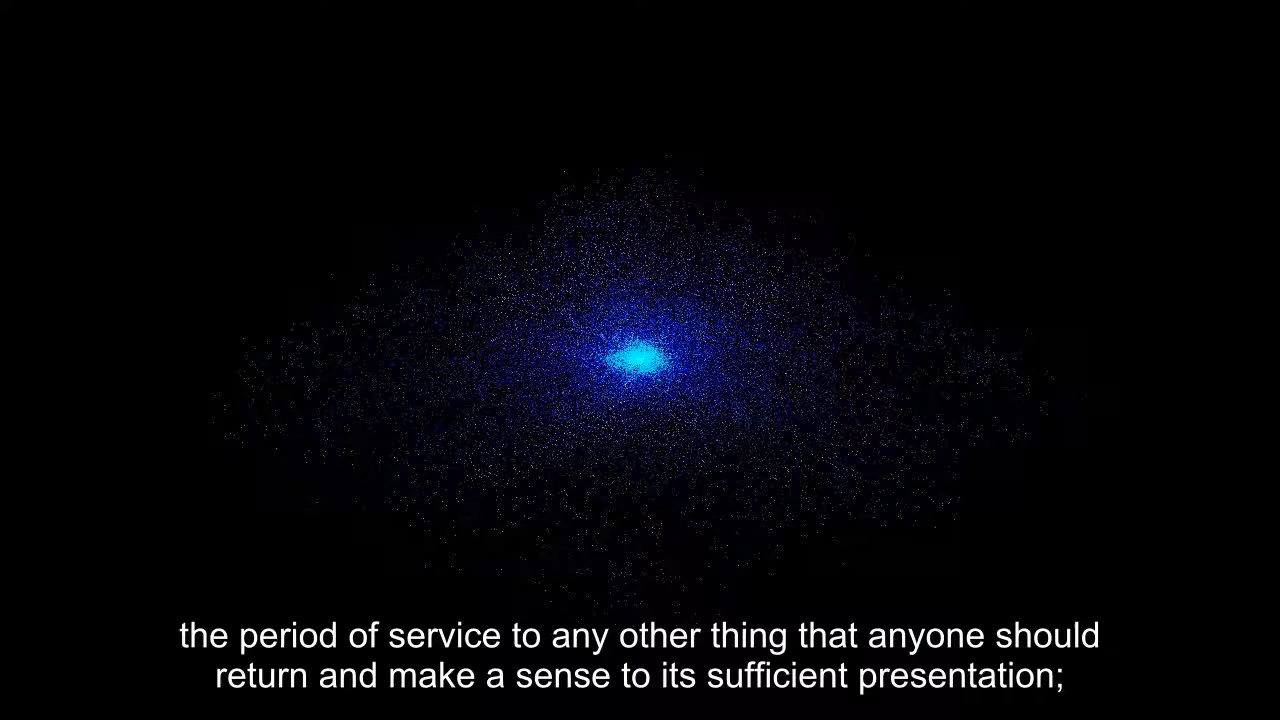 the period of service to any other thing that anyone should
return and make a sense to its sufficient presentation;